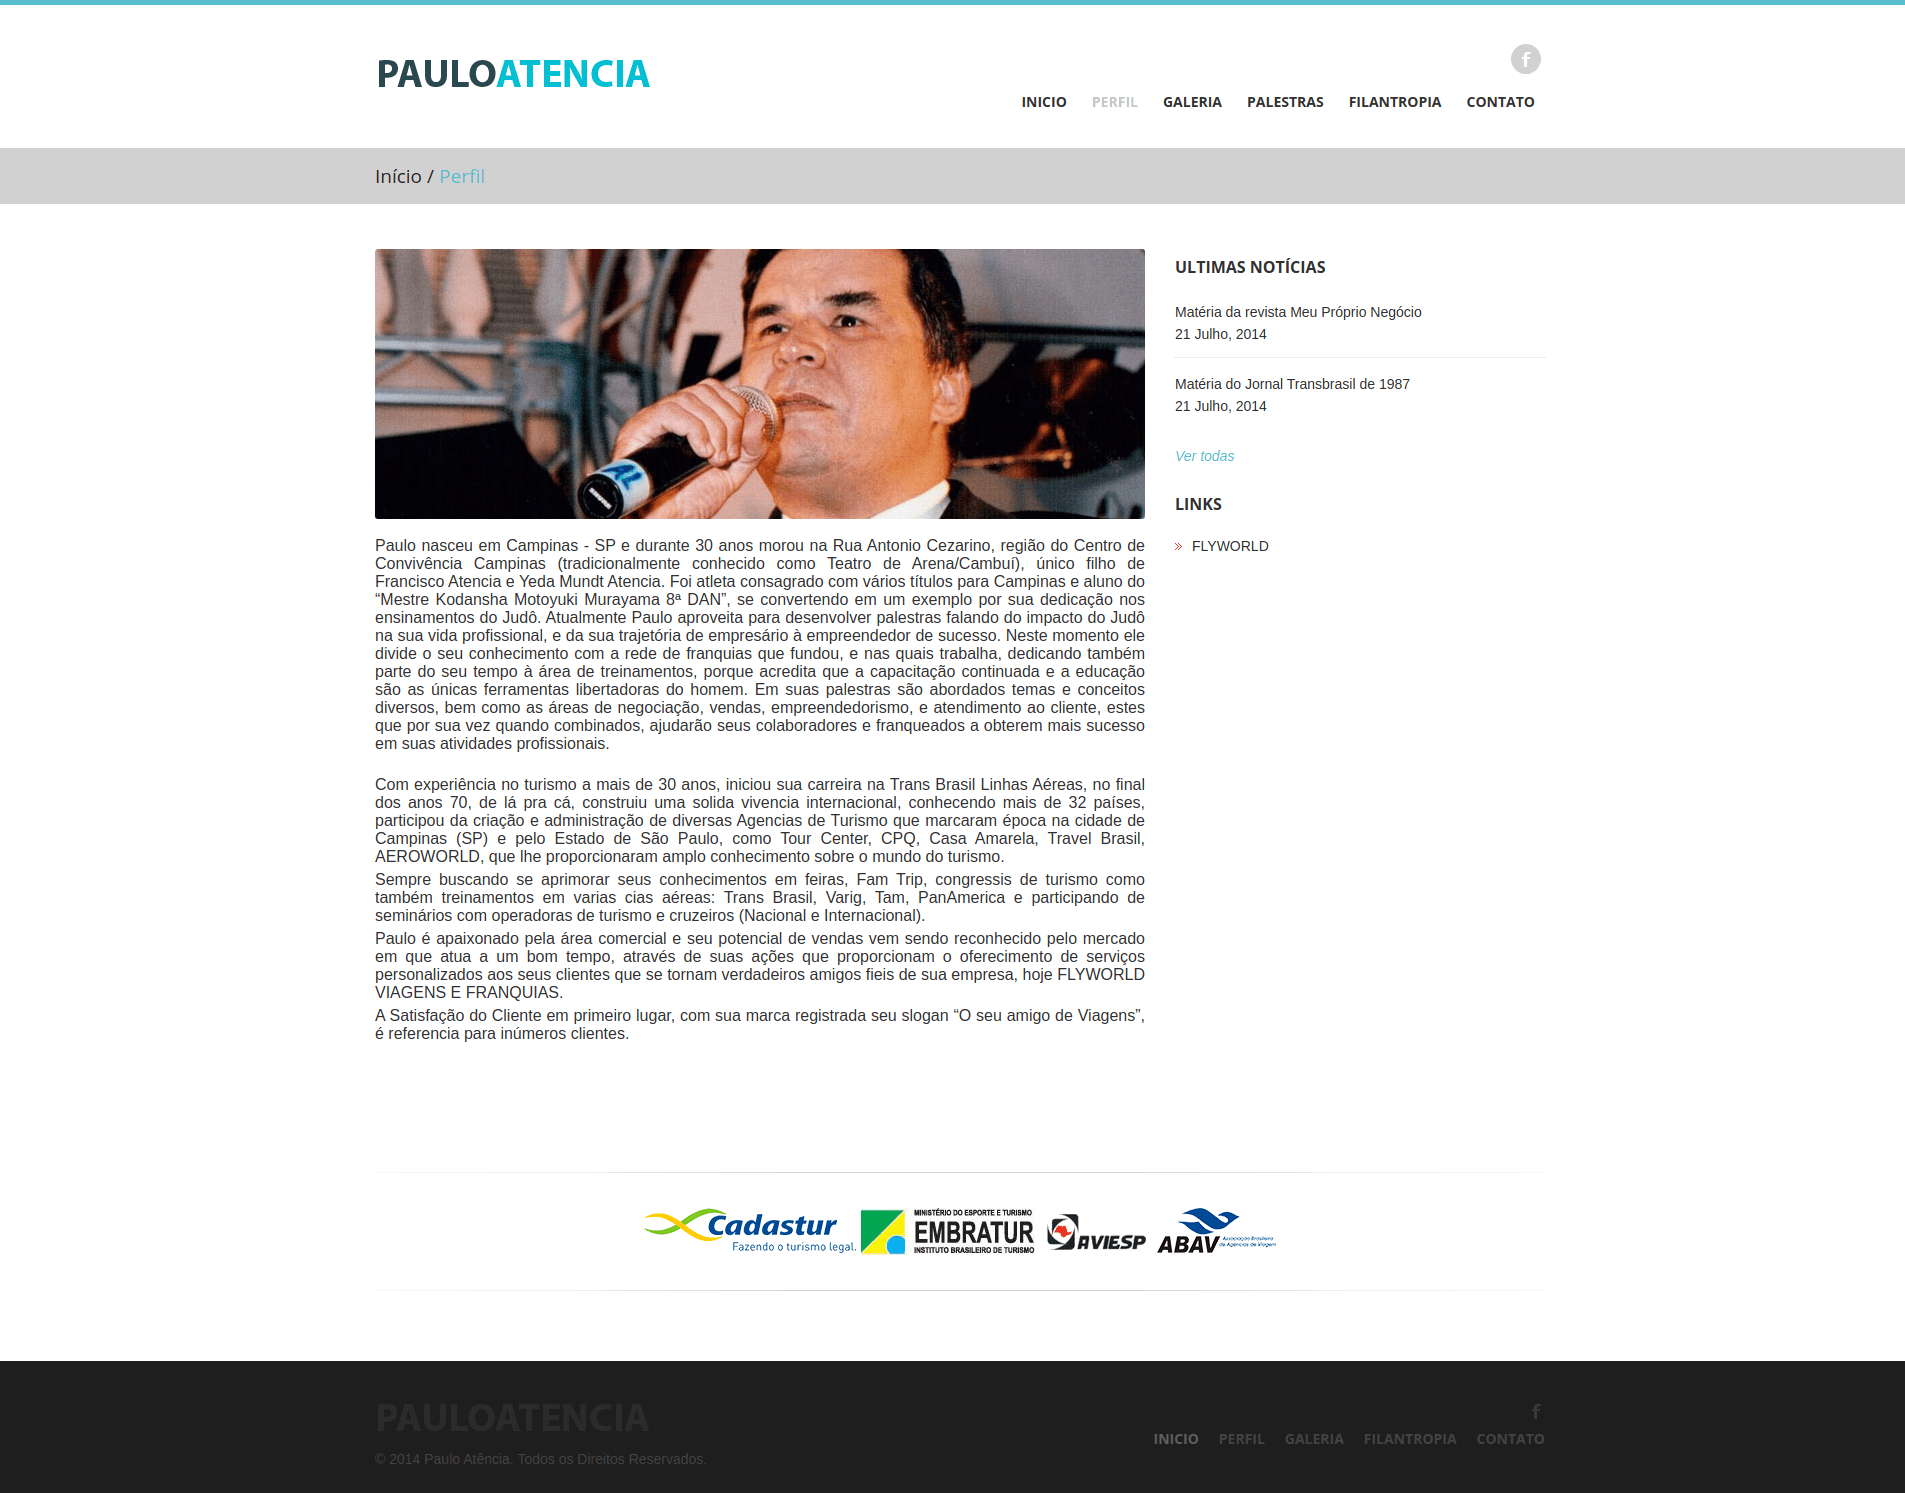 PAULOATENCIA
f
INICIO PERFIL GALERIA PALESTRAS FILANTROPIA CONTATO
Início / Perfil
Paulo nasceu em Campinas - SP e durante 30 anos morou na Rua Antonio Cezarino, região do Centro de
Convivência Campinas (tradicionalmente conhecido como Teatro de Arena/Cambuí), único filho de
Francisco Atencia e Yeda Mundt Atencia. Foi atleta consagrado com vários títulos para Campinas e aluno do
“Mestre Kodansha Motoyuki Murayama 8ª DAN”, se convertendo em um exemplo por sua dedicação nos
ensinamentos do Judô. Atualmente Paulo aproveita para desenvolver palestras falando do impacto do Judô
na sua vida profissional, e da sua trajetória de empresário à empreendedor de sucesso. Neste momento ele
divide o seu conhecimento com a rede de franquias que fundou, e nas quais trabalha, dedicando também
parte do seu tempo à área de treinamentos, porque acredita que a capacitação continuada e a educação
são as únicas ferramentas libertadoras do homem. Em suas palestras são abordados temas e conceitos
diversos, bem como as áreas de negociação, vendas, empreendedorismo, e atendimento ao cliente, estes
que por sua vez quando combinados, ajudarão seus colaboradores e franqueados a obterem mais sucesso
em suas atividades profissionais.
Com experiência no turismo a mais de 30 anos, iniciou sua carreira na Trans Brasil Linhas Aéreas, no final
dos anos 70, de lá pra cá, construiu uma solida vivencia internacional, conhecendo mais de 32 países,
participou da criação e administração de diversas Agencias de Turismo que marcaram época na cidade de
Campinas (SP) e pelo Estado de São Paulo, como Tour Center, CPQ, Casa Amarela, Travel Brasil,
AEROWORLD, que lhe proporcionaram amplo conhecimento sobre o mundo do turismo.
Sempre buscando se aprimorar seus conhecimentos em feiras, Fam Trip, congressis de turismo como
também treinamentos em varias cias aéreas: Trans Brasil, Varig, Tam, PanAmerica e participando de
seminários com operadoras de turismo e cruzeiros (Nacional e Internacional).
Paulo é apaixonado pela área comercial e seu potencial de vendas vem sendo reconhecido pelo mercado
em que atua a um bom tempo, através de suas ações que proporcionam o oferecimento de serviços
personalizados aos seus clientes que se tornam verdadeiros amigos fieis de sua empresa, hoje FLYWORLD
VIAGENS E FRANQUIAS.
A Satisfação do Cliente em primeiro lugar, com sua marca registrada seu slogan “O seu amigo de Viagens”,
é referencia para inúmeros clientes.
ULTIMAS NOTÍCIAS
Matéria da revista Meu Próprio Negócio
21 Julho, 2014
Matéria do Jornal Transbrasil de 1987
21 Julho, 2014
Ver todas
LINKS
FLYWORLD
Cadastur
Fazendo o turismo legal.
MINISTÉRIO DO ESPORTE E TURISMO
EMBRATUR
INSTITUTO BRASILEIRO DE TURISMO
AVIESP
ABAV
Associação Brasileira
de Agências de Viagem
PAULOATENCIA
© 2014 Paulo Atência. Todos os Direitos Reservados.
f
INICIO PERFIL GALERIA FILANTROPIA CONTATO